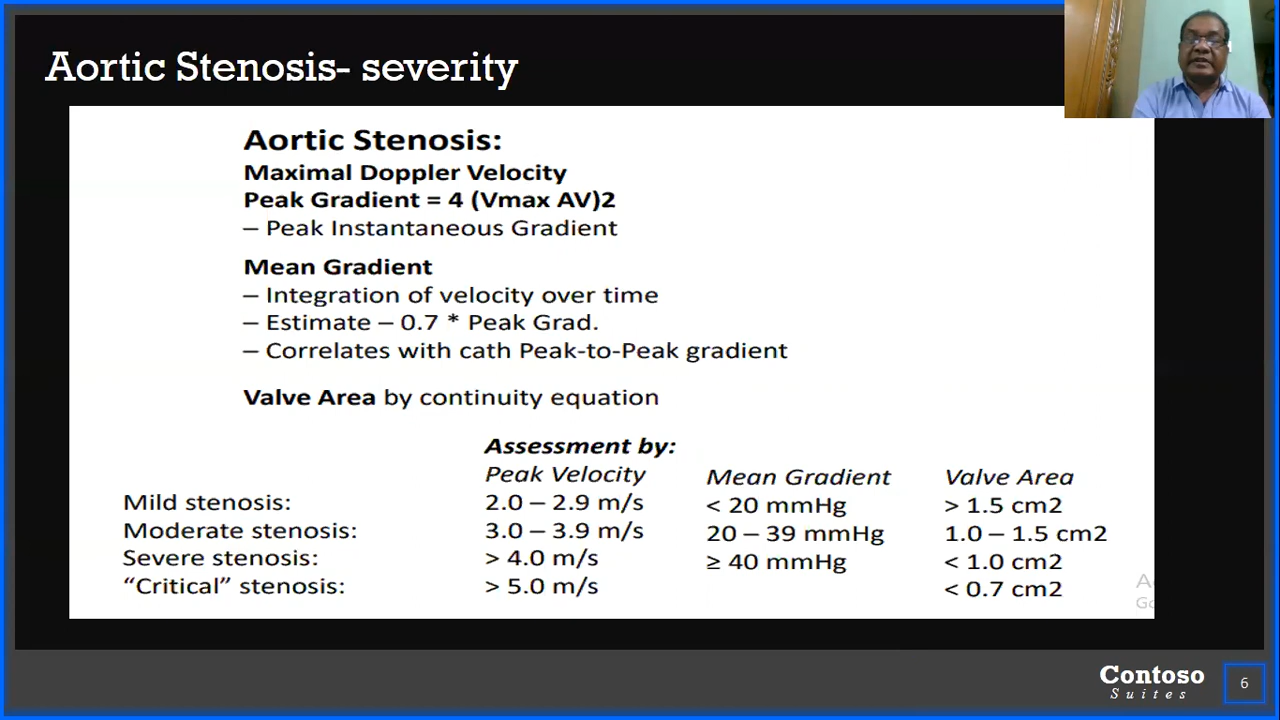 Aortic Stenosis- severity
Aortic Stenosis:
Maximal Doppler Velocity
Peak Gradient = 4 (Vmax AV)2
– Peak Instantaneous Gradient
Mean Gradient
– Integration of velocity over time
– Estimate – 0.7 * Peak Grad.
– Correlates with cath Peak-to-Peak gradient
Valve Area by continuity equation
Assessment by:
Peak Velocity Mean Gradient Valve Area
Mild stenosis: 2.0 – 2.9 m/s < 20 mmHg > 1.5 cm2
Moderate stenosis: 3.0 – 3.9 m/s 20 – 39 mmHg 1.0 – 1.5 cm2
Severe stenosis: > 4.0 m/s ≥ 40 mmHg < 1.0 cm2
“Critical” stenosis: > 5.0 m/s < 0.7 cm2
Contoso
Suites
6